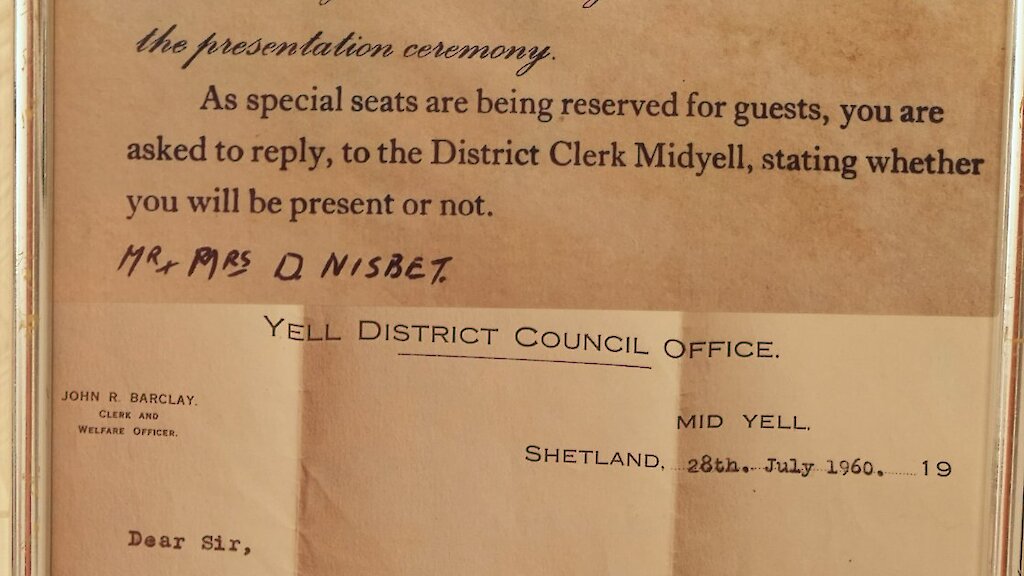 the presentation ceremony.
As special seats are being reserved for guests, you are
asked to reply, to the District Clerk Midyell, stating whether
you will be present or not.
MR + MRS D. NISBET.
YELL DISTRICT COUNCIL OFFICE.
JOHN R. BARCLAY.
CLERK AND
WELFARE OFFICER.
MID YELL,
SHETLAND, 28th. July 1960. 19
Dear Sir,